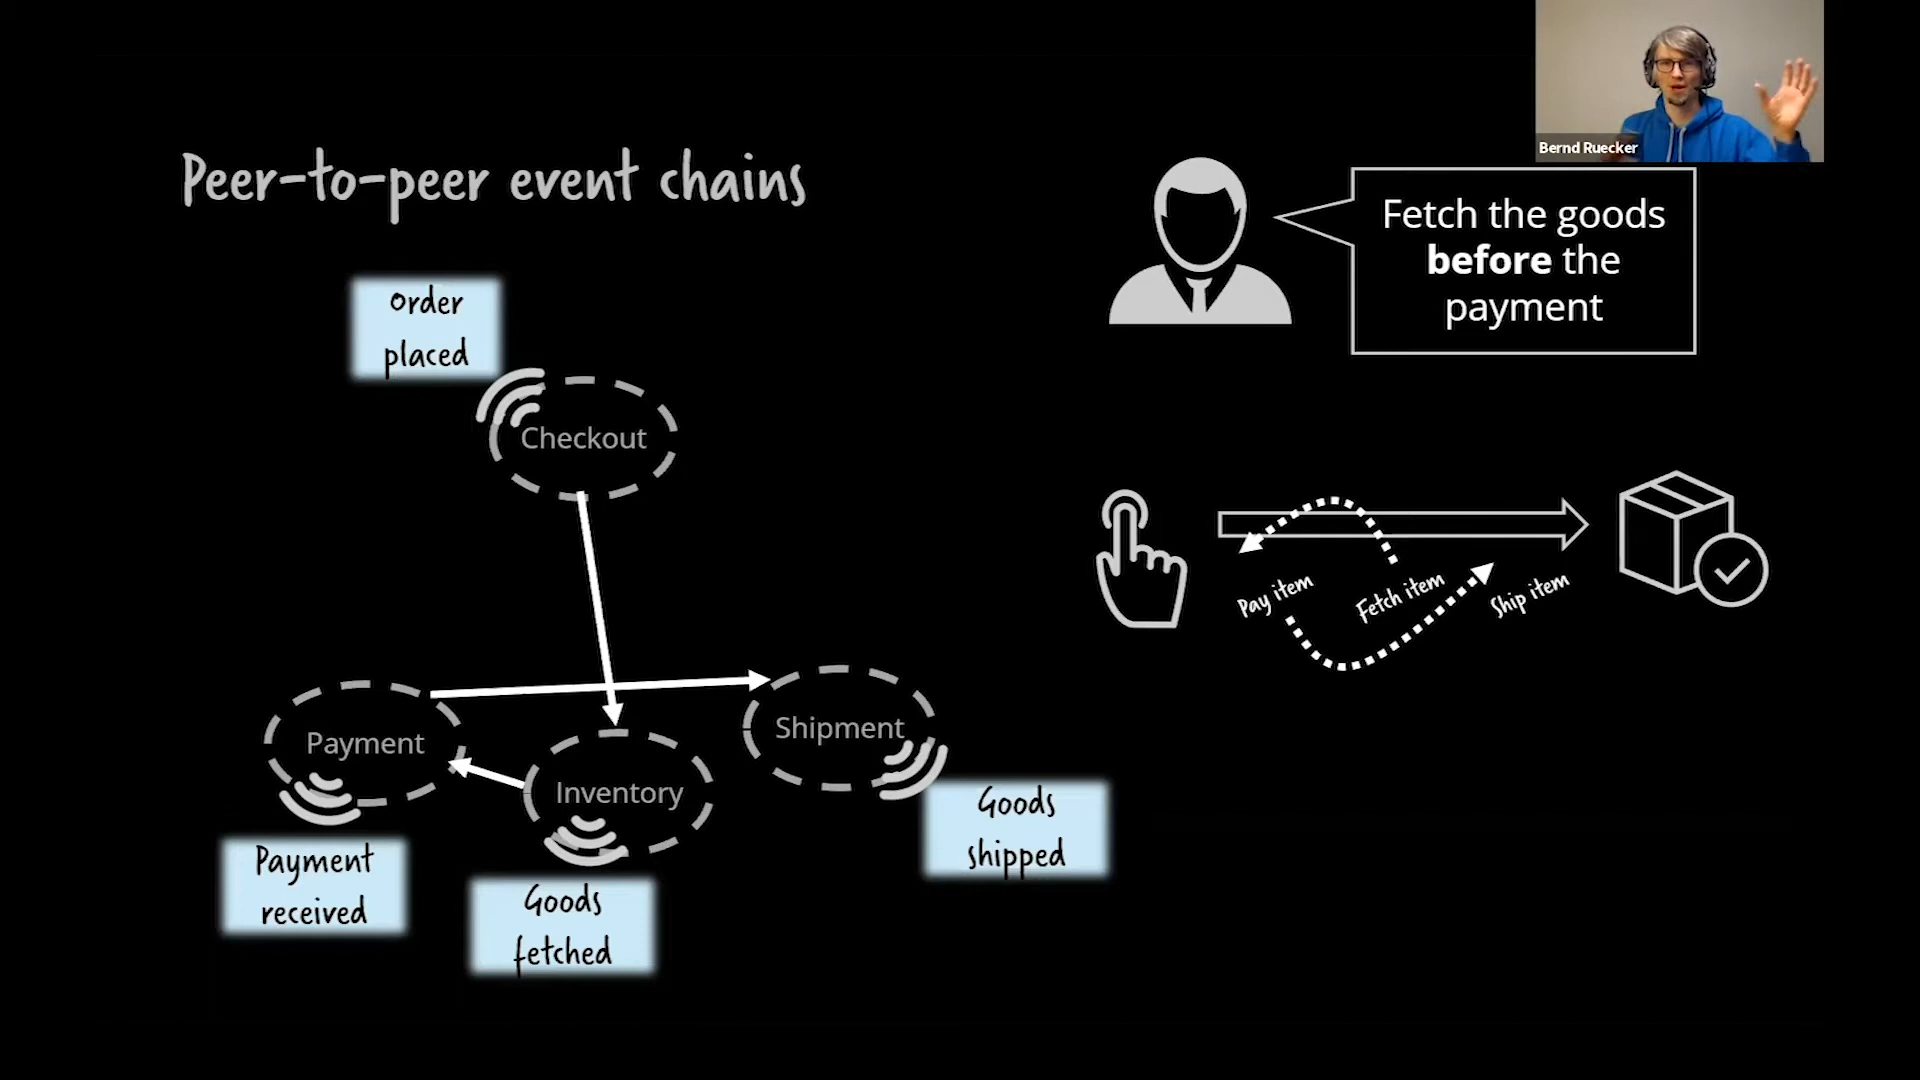 Bernd Ruecker
Peer-to-peer event chains
Fetch the goods
before the
payment
Order
placed
Checkout
Pay item
Fetch item
Ship item
Payment
Inventory
Shipment
Payment
received
Goods
fetched
Goods
shipped